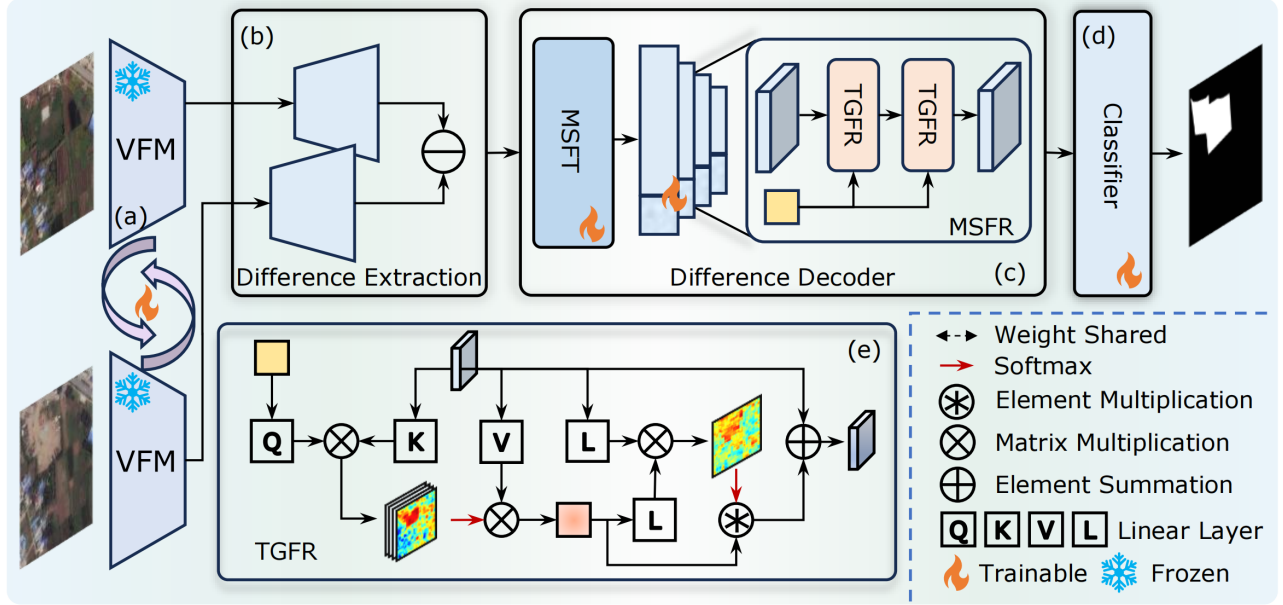 (a)
VFM
VFM
(b)
Difference Extraction
MSFT
TGFR
TGFR
MSFR
Difference Decoder
(c)
(d)
Classifier
(e)
Q
K
V
L
L
TGFR
Weight Shared
Softmax
Element Multiplication
Matrix Multiplication
Element Summation
Q K V L Linear Layer
Trainable Frozen